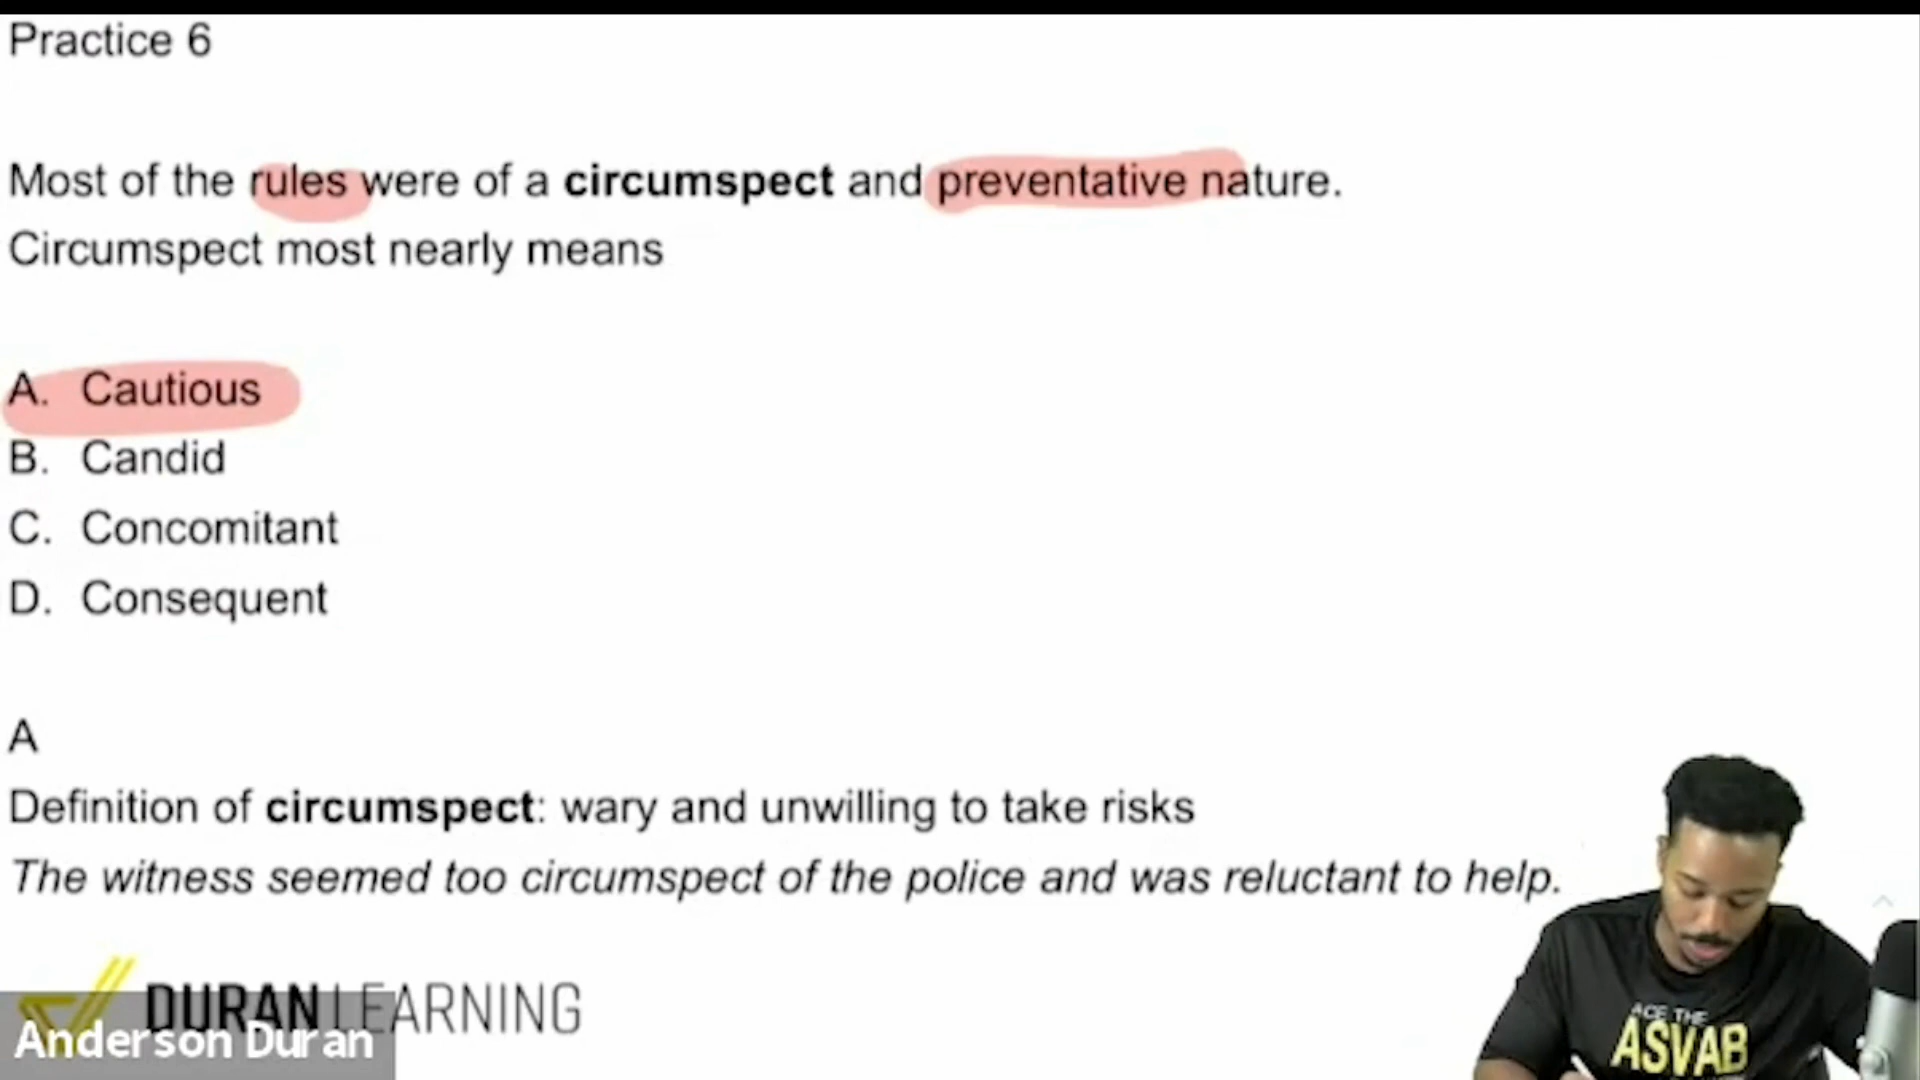 Practice 6
Most of the rules were of a circumspect and preventative nature.
Circumspect most nearly means
A. Cautious
B. Candid
C. Concomitant
D. Consequent
A
Definition of circumspect: wary and unwilling to take risks
The witness seemed too circumspect of the police and was reluctant to help.
DURAN LEARNING
Anderson Duran
ACE THE
ASVAB